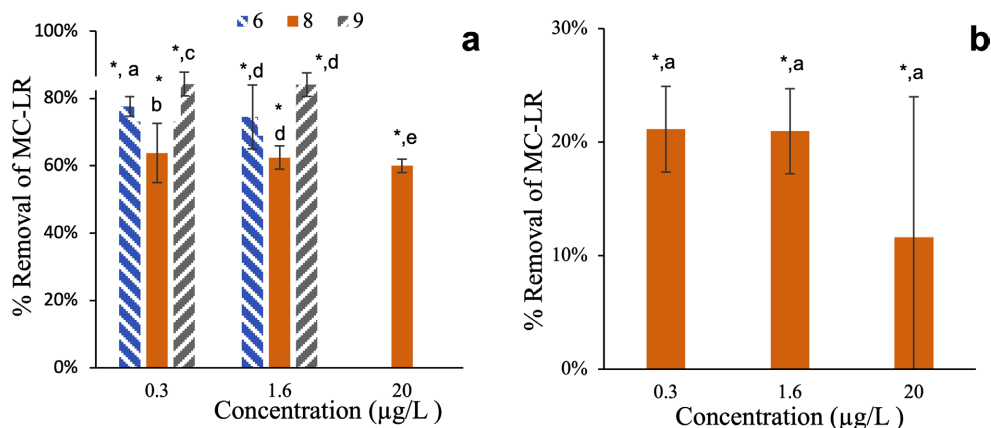 6 8 9
a
100%
80%
60%
40%
20%
0%
% Removal of MC-LR
*, a
*
b
*,c
*,d
*
d
*,d
*,e
0.3 1.6 20
Concentration (µg/L )
b
30%
20%
10%
0%
% Removal of MC-LR
*,a
*,a
*,a
0.3 1.6 20
Concentration (µg/L)